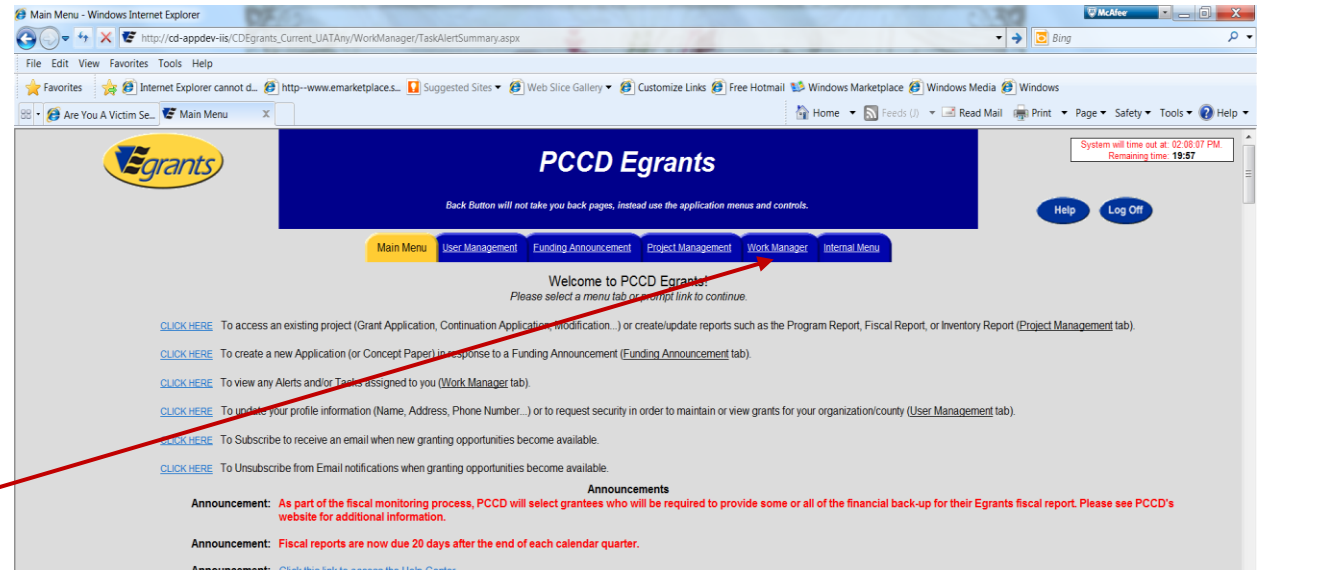 Main Menu - Windows Internet Explorer
McAfee
http://cd-appdev-iis/CDEgrants_Current_UATAny/WorkManager/TaskAlertSummary.aspx
Bing
File Edit View Favorites Tools Help
Favorites Internet Explorer cannot d... http--www.emarketplace.s... Suggested Sites Web Slice Gallery Customize Links Free Hotmail Windows Marketplace Windows Media Windows
Are You A Victim Se... Main Menu X Home Feeds (J) Read Mail Print Page Safety Tools Help
Egrants
PCCD Egrants
System will time out at: 02:08:07 PM.
Remaining time: 19:57
Back Button will not take you back pages, instead use the application menus and controls.
Help Log Off
Main Menu User Management Funding Announcement Project Management Work Manager Internal Menu
Welcome to PCCD Egrants!
Please select a menu tab or prompt link to continue.
CLICK HERE To access an existing project (Grant Application, Continuation Application, Modification...) or create/update reports such as the Program Report, Fiscal Report, or Inventory Report (Project Management tab).
CLICK HERE To create a new Application (or Concept Paper) in response to a Funding Announcement (Funding Announcement tab).
CLICK HERE To view any Alerts and/or Tasks assigned to you (Work Manager tab).
CLICK HERE To update your profile information (Name, Address, Phone Number...) or to request security in order to maintain or view grants for your organization/county (User Management tab).
CLICK HERE To Subscribe to receive an email when new granting opportunities become available.
CLICK HERE To Unsubscribe from Email notifications when granting opportunities become available.
Announcements
Announcement: As part of the fiscal monitoring process, PCCD will select grantees who will be required to provide some or all of the financial back-up for their Egrants fiscal report. Please see PCCD's
website for additional information.
Announcement: Fiscal reports are now due 20 days after the end of each calendar quarter.
Announcement: Click this link to access the Help Center